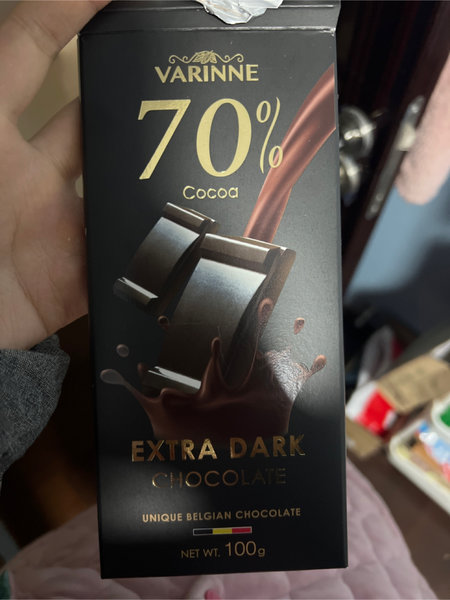 VARINNE
70%
Cocoa
EXTRA DARK
CHOCOLATE
UNIQUE BELGIAN CHOCOLATE
NET WT. 100g